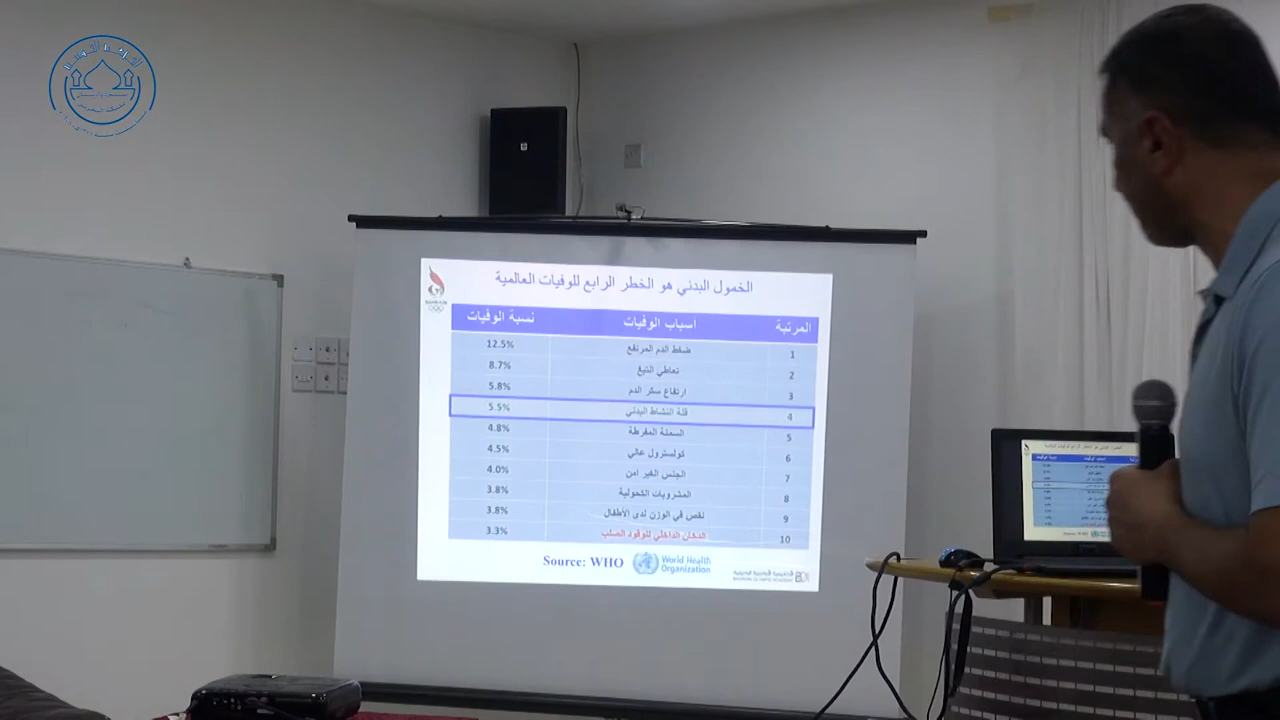 الخمول البدني هو الخطر الرابع للوفيات العالمية
المرتبة أسباب الوفيات نسبة الوفيات
1 ضغط الدم المرتفع 12.5%
2 تعاطي التبغ 8.7%
3 ارتفاع سكر الدم 5.8%
4 قلة النشاط البدني 5.5%
5 السمنة المفرطة 4.8%
6 كولسترول عالي 4.5%
7 الجنس الغير امن 4.0%
8 المشروبات الكحولية 3.8%
9 نقص في الوزن لدى الأطفال 3.8%
10 الدخان الداخلي للوقود الصلب 3.3%
Source: WHO
World Health
Organization
BAHRAIN
BAHRAIN OLYMPIC ACADEMY